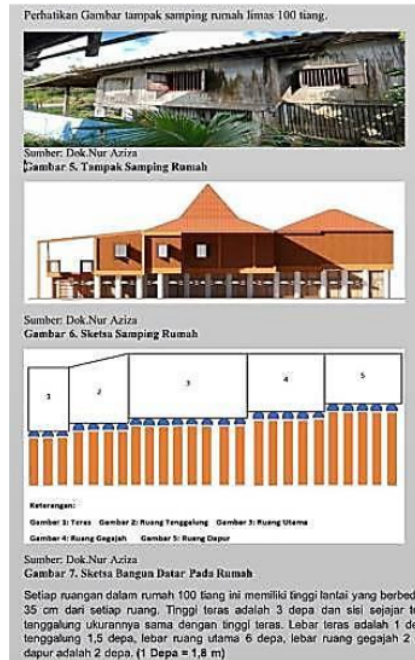 Perhatikan Gambar tampak samping rumah limas 100 tiang.
Sumber: Dok.Nur Aziza
Gambar 5. Tampak Samping Rumah
Sumber: Dok.Nur Aziza
Gambar 6. Sketsa Samping Rumah
1
2
3
4
5
Keterangan:
Gambar 1: Teras Gambar 2: Ruang Tenggalung Gambar 3: Ruang Utama
Gambar 4: Ruang Gegajah Gambar 5: Ruang Dapur
Sumber: Dok.Nur Aziza
Gambar 7. Sketsa Bangun Datar Pada Rumah
Setiap ruangan dalam rumah 100 tiang ini memiliki tinggi lantai yang berbed
35 cm dari setiap ruang. Tinggi teras adalah 3 depa dan sisi sejajar te
tenggalung ukurannya sama dengan tinggi teras. Lebar teras adalah 1 de
tenggalung 1,5 depa, lebar ruang utama 6 depa, lebar ruang gegajah 2
dapur adalah 2 depa. (1 Depa = 1,8 m)